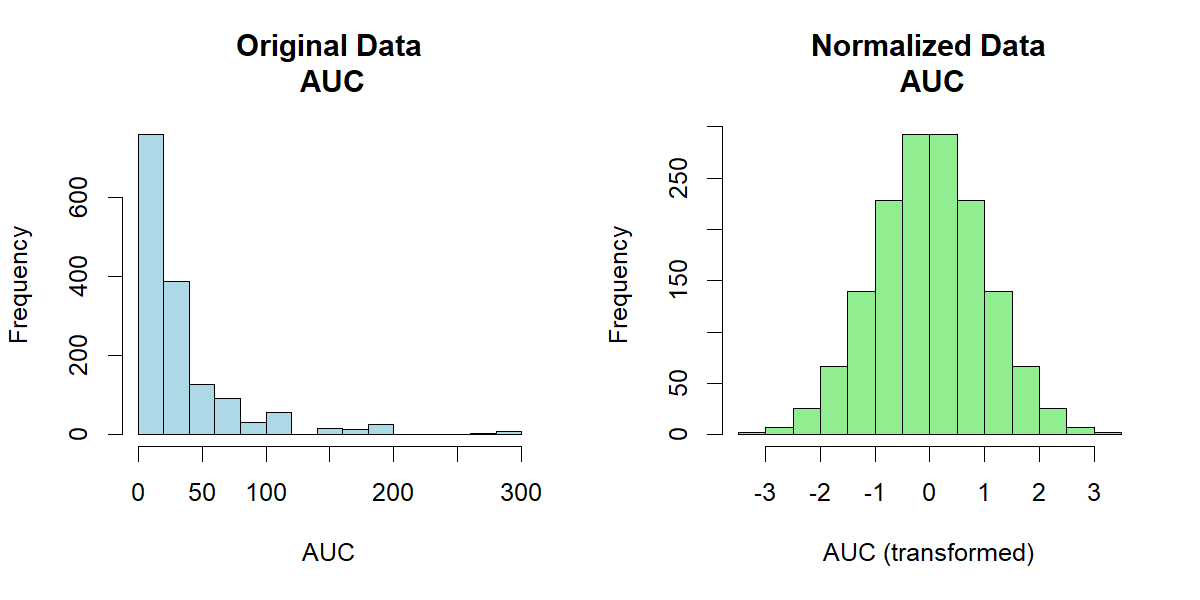 Original Data
AUC
Frequency
0
200
400
600
0
50
100
200
300
AUC
Normalized Data
AUC
Frequency
0
50
150
250
-3
-2
-1
0
1
2
3
AUC (transformed)